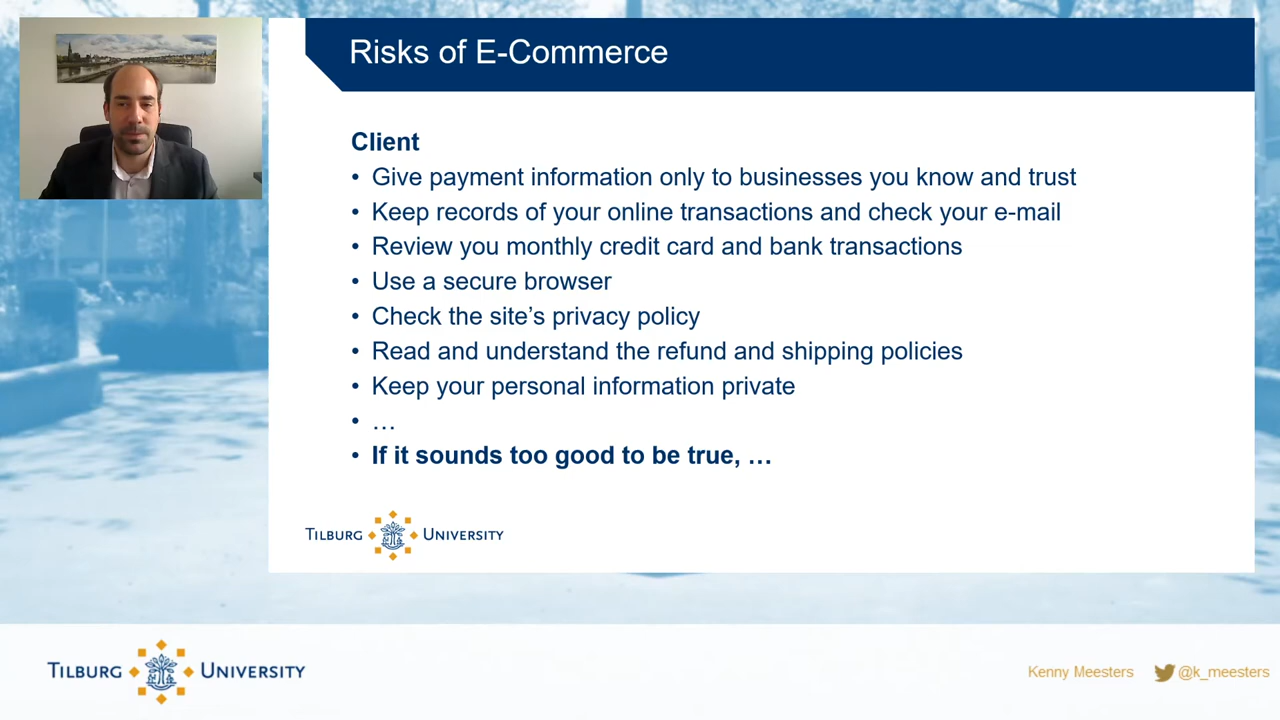 Risks of E-Commerce
Client
• Give payment information only to businesses you know and trust
• Keep records of your online transactions and check your e-mail
• Review you monthly credit card and bank transactions
• Use a secure browser
• Check the site’s privacy policy
• Read and understand the refund and shipping policies
• Keep your personal information private
• …
• If it sounds too good to be true, …
TILBURG UNIVERSITY
TILBURG UNIVERSITY
Kenny Meesters @k_meesters